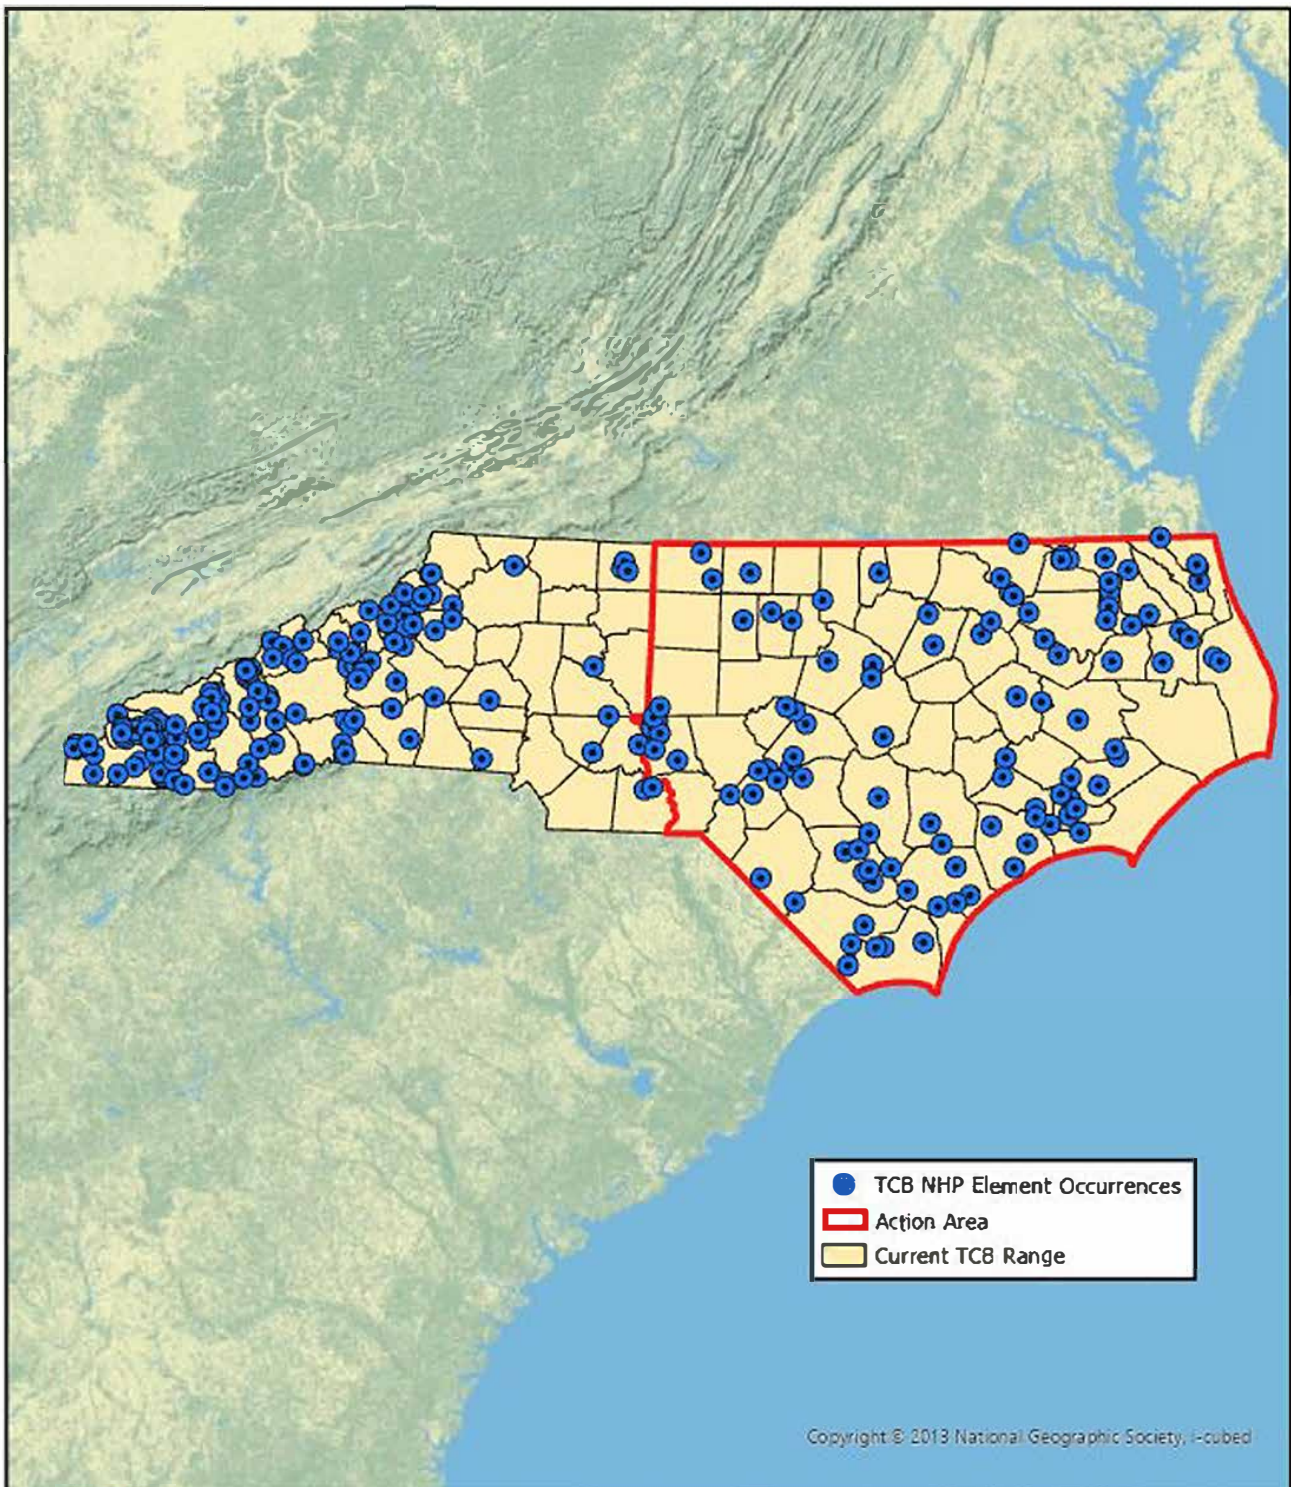 TCB NHP Element Occurrences
Action Area
Current TCB Range
Copyright © 2013 National Geographic Society, i-cubed